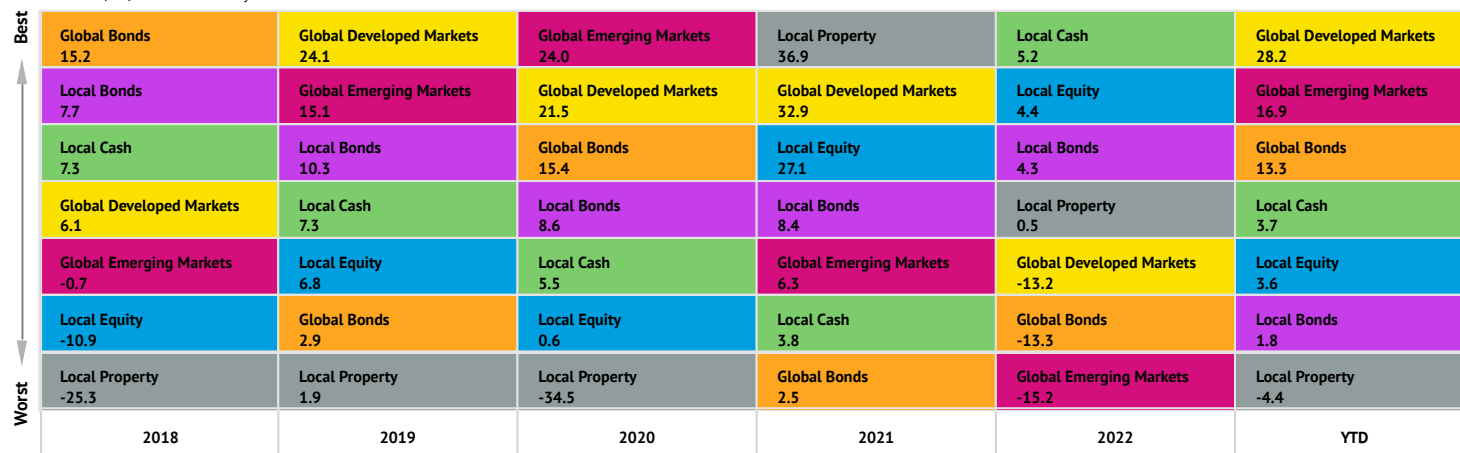 Best
Global Bonds
15.2
Global Developed Markets
24.1
Global Emerging Markets
24.0
Local Property
36.9
Local Cash
5.2
Global Developed Markets
28.2
Local Bonds
7.7
Global Emerging Markets
15.1
Global Developed Markets
21.5
Global Developed Markets
32.9
Local Equity
4.4
Global Emerging Markets
16.9
Local Cash
7.3
Local Bonds
10.3
Global Bonds
15.4
Local Equity
27.1
Local Bonds
4.3
Global Bonds
13.3
Global Developed Markets
6.1
Local Cash
7.3
Local Bonds
8.6
Local Bonds
8.4
Local Property
0.5
Local Cash
3.7
Global Emerging Markets
-0.7
Local Equity
6.8
Local Cash
5.5
Global Emerging Markets
6.3
Global Developed Markets
-13.2
Local Equity
3.6
Local Equity
-10.9
Global Bonds
2.9
Local Equity
0.6
Local Cash
3.8
Global Bonds
-13.3
Local Bonds
1.8
Worst
Local Property
-25.3
Local Property
1.9
Local Property
-34.5
Global Bonds
2.5
Global Emerging Markets
-15.2
Local Property
-4.4
2018
2019
2020
2021
2022
YTD